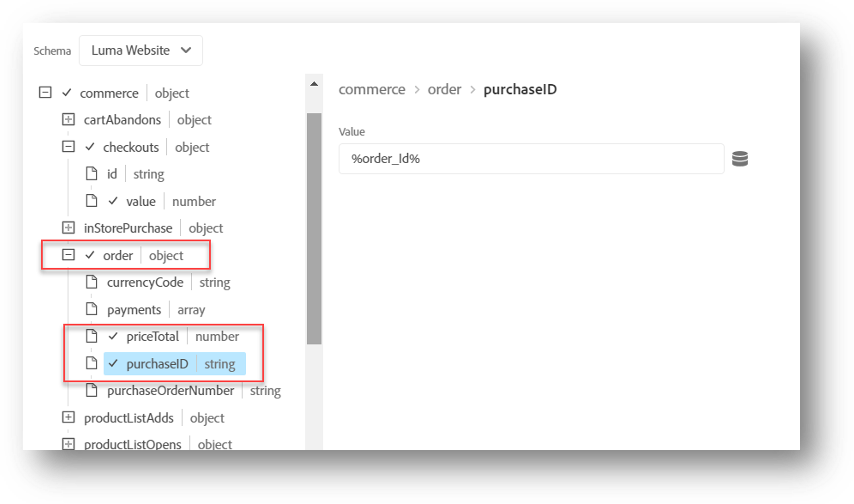 Schema Luma Website
commerce object
cartAbandons object
checkouts object
id string
value number
inStorePurchase object
order object
currencyCode string
payments array
priceTotal number
purchaseID string
purchaseOrderNumber string
productListAdds object
productListOpens object
commerce > order > purchaseID
Value
%order_Id%